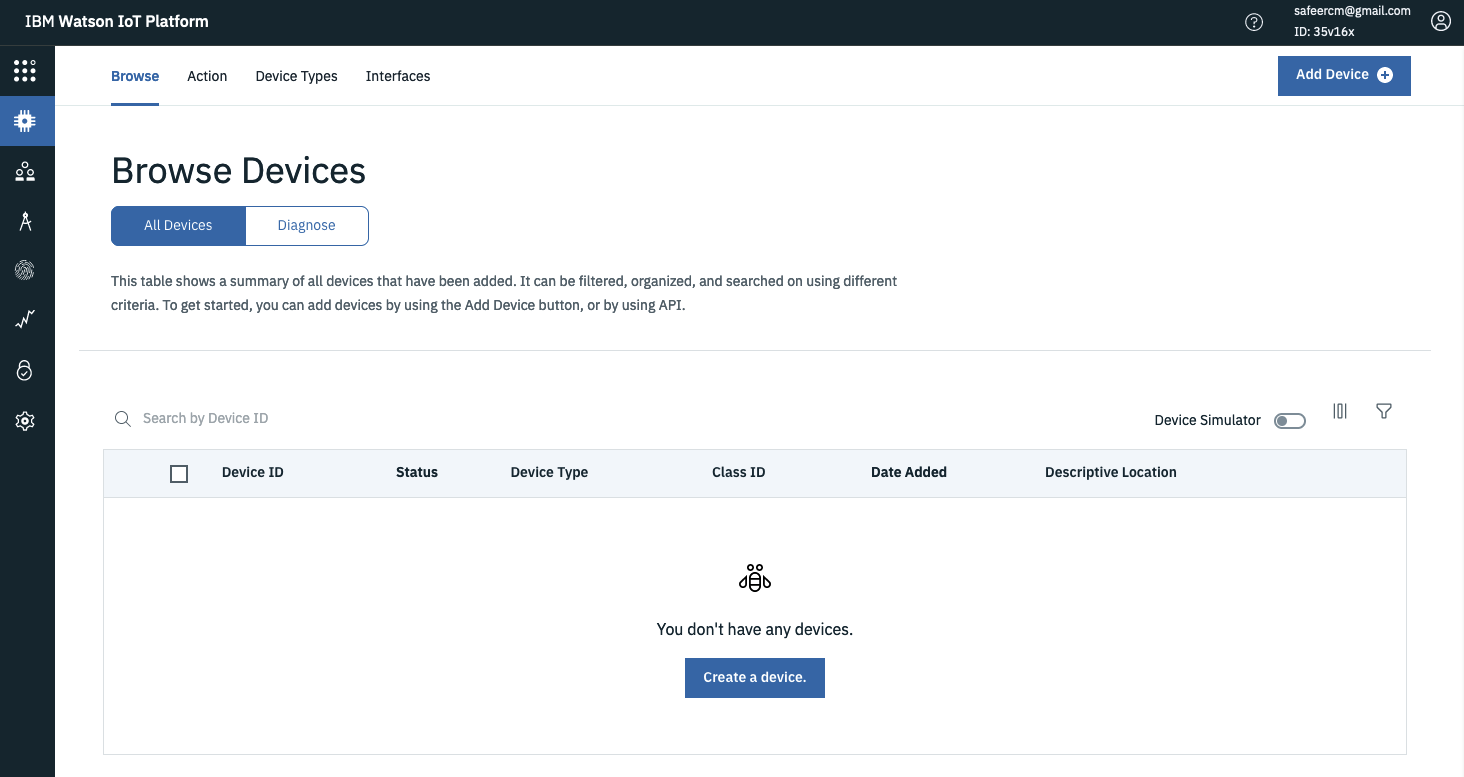 IBM Watson IoT Platform
safeercm@gmail.com
ID: 35v16x
Browse Action Device Types Interfaces
Add Device
Browse Devices
All Devices Diagnose
This table shows a summary of all devices that have been added. It can be filtered, organized, and searched on using different
criteria. To get started, you can add devices by using the Add Device button, or by using API.
Search by Device ID
Device Simulator
Device ID Status Device Type Class ID Date Added Descriptive Location
You don't have any devices.
Create a device.